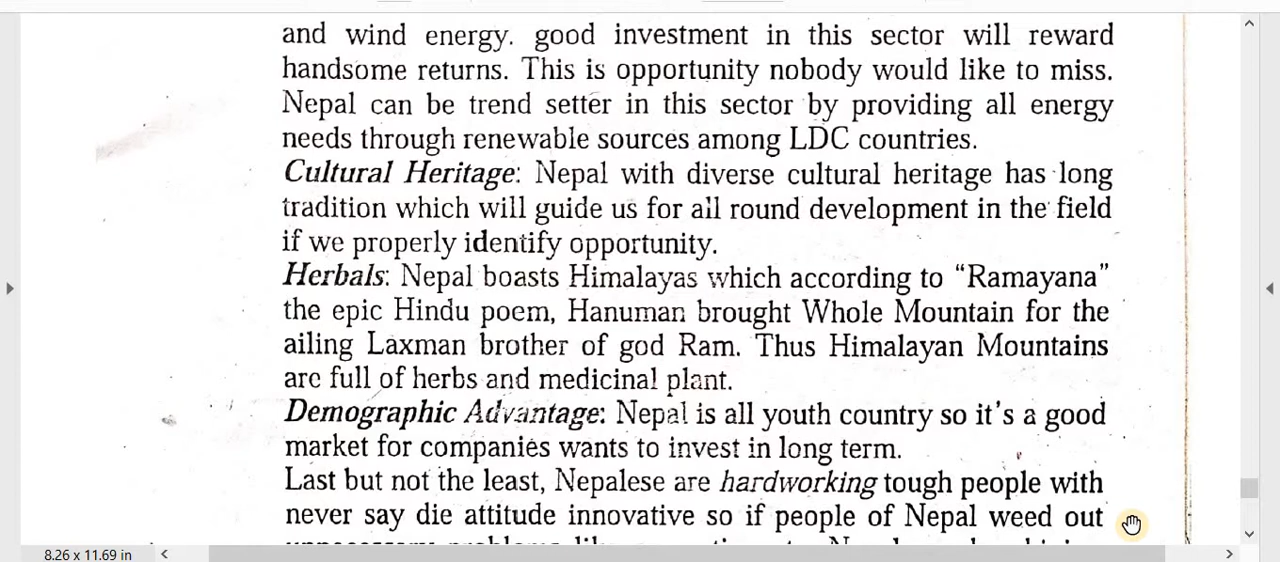 and wind energy. good investment in this sector will reward
handsome returns. This is opportunity nobody would like to miss.
Nepal can be trend setter in this sector by providing all energy
needs through renewable sources among LDC countries.
Cultural Heritage: Nepal with diverse cultural heritage has long
tradition which will guide us for all round development in the field
if we properly identify opportunity.
Herbals: Nepal boasts Himalayas which according to “Ramayana”
the epic Hindu poem, Hanuman brought Whole Mountain for the
ailing Laxman brother of god Ram. Thus Himalayan Mountains
are full of herbs and medicinal plant.
Demographic Advantage: Nepal is all youth country so it's a good
market for companies wants to invest in long term.
Last but not the least, Nepalese are hardworking tough people with
never say die attitude innovative so if people of Nepal weed out
8.26 x 11.69 in